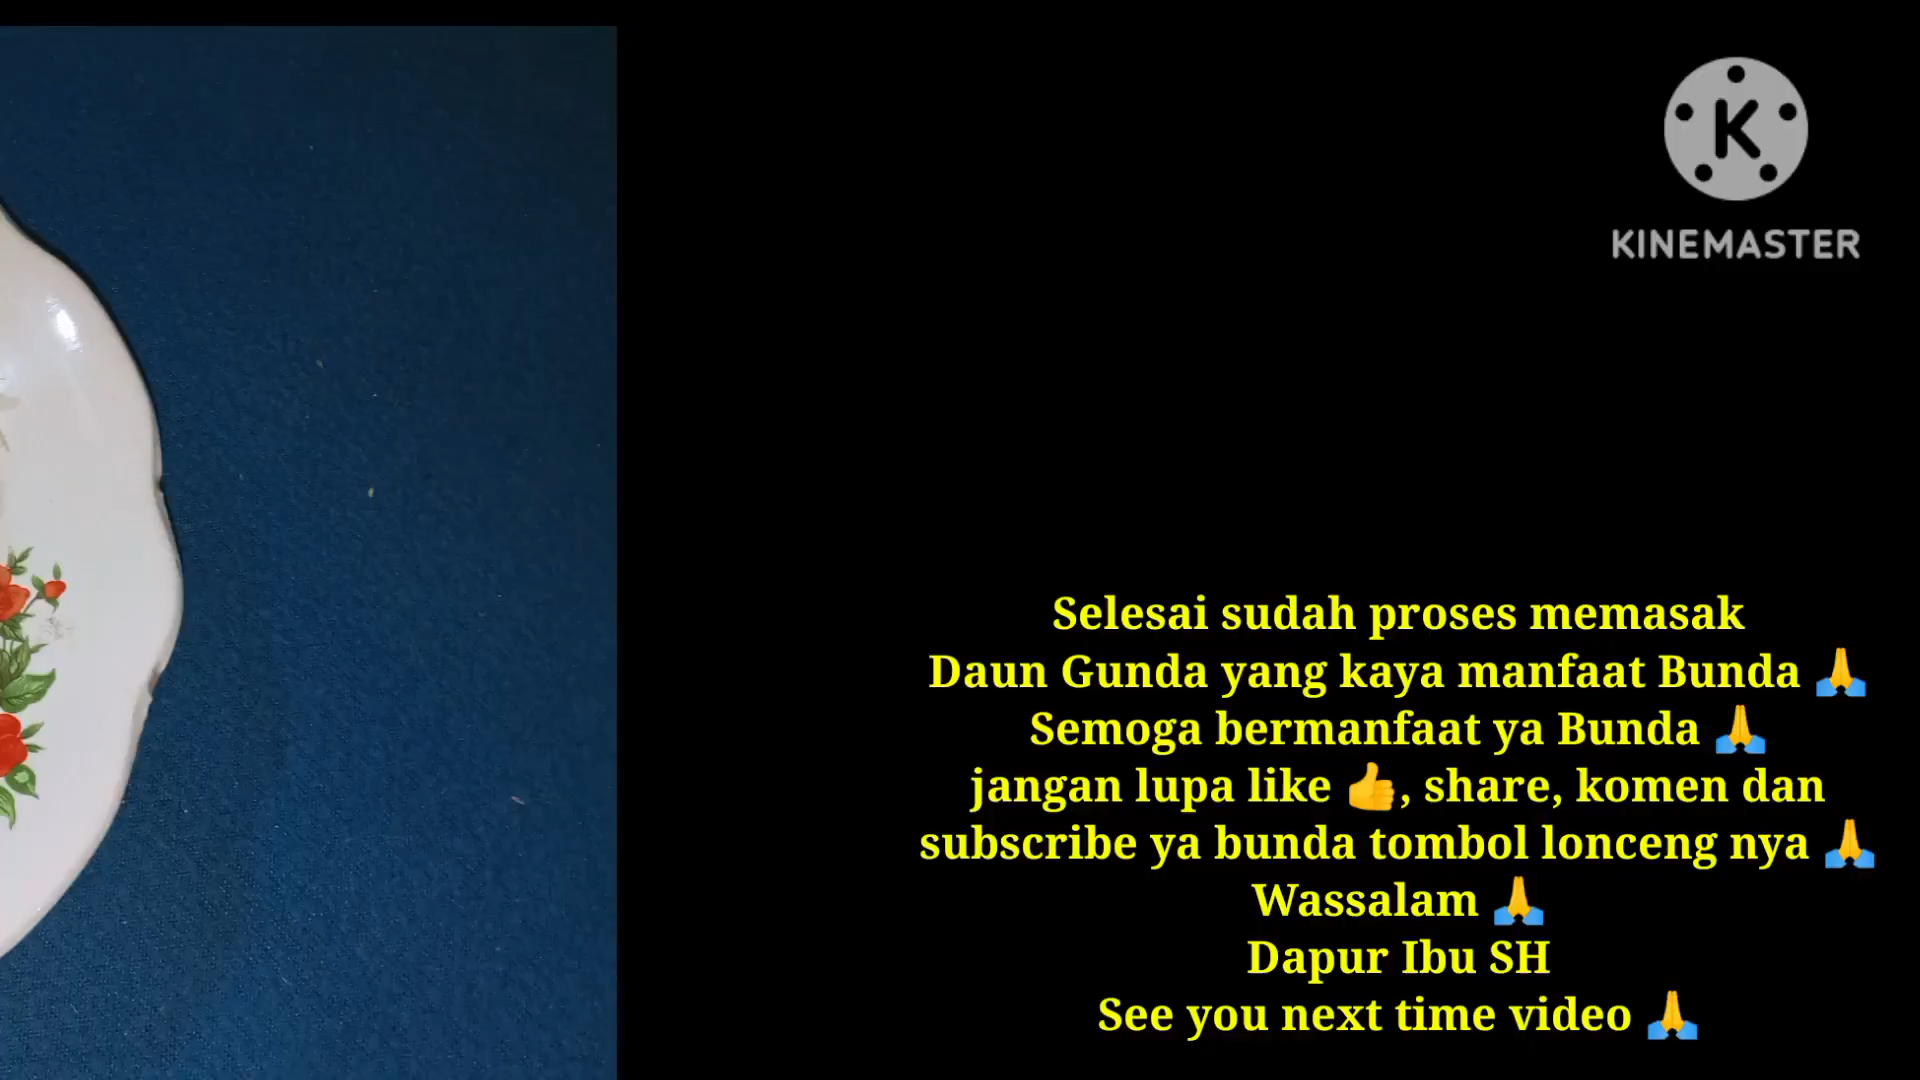 K
KINEMASTER
Selesai sudah proses memasak
Daun Gunda yang kaya manfaat Bunda 🙏
Semoga bermanfaat ya Bunda 🙏
jangan lupa like 👍, share, komen dan
subscribe ya bunda tombol lonceng nya 🙏
Wassalam 🙏
Dapur Ibu SH
See you next time video 🙏